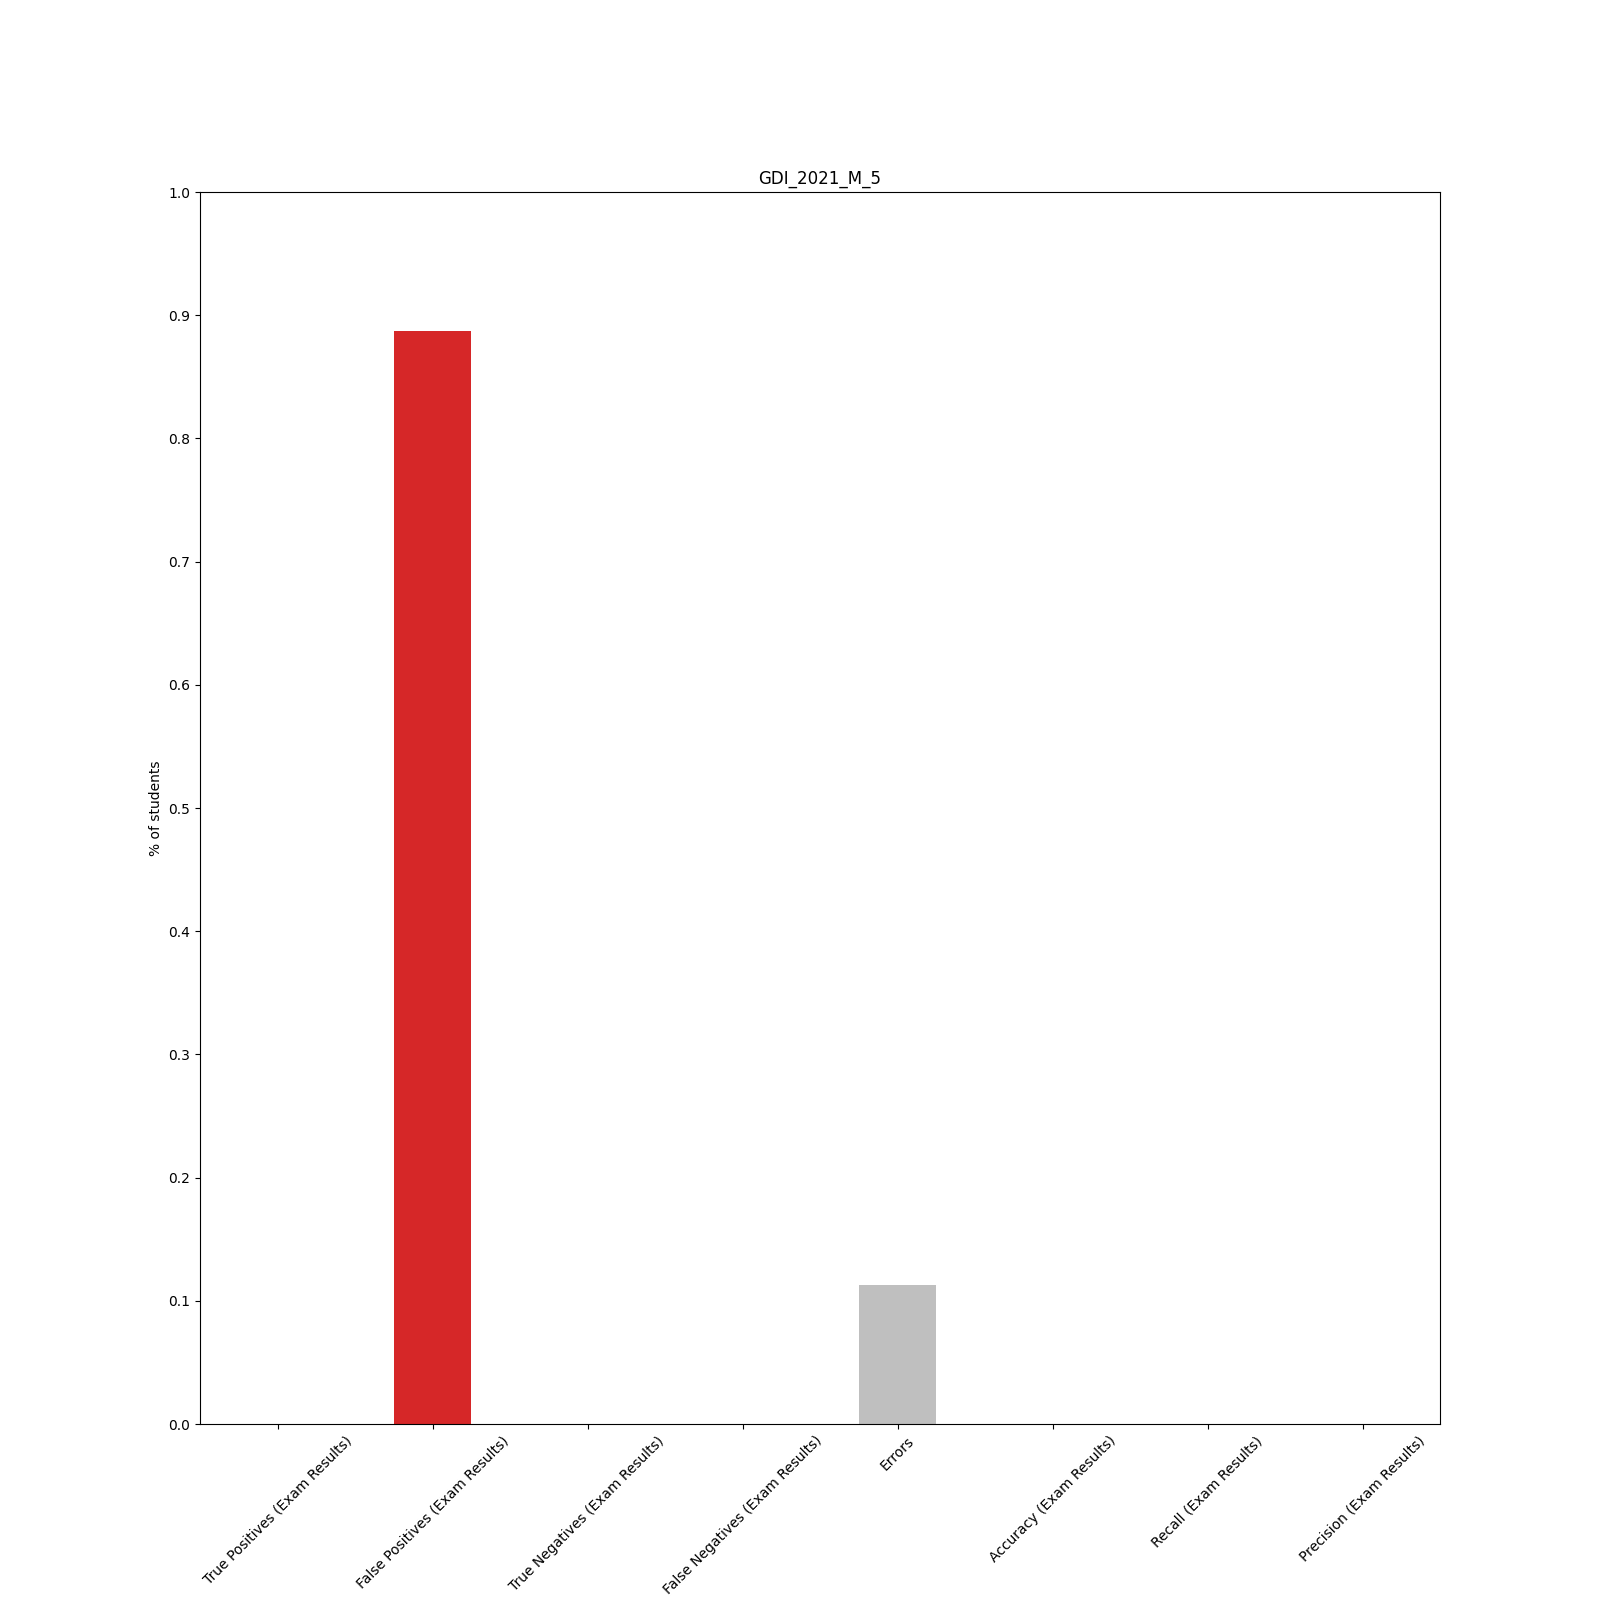 GDI_2021_M_5
1.0
0.9
0.8
0.7
0.6
0.5
0.4
0.3
0.2
0.1
0.0
% of students
True Positives (Exam Results)
False Positives (Exam Results)
True Negatives (Exam Results)
False Negatives (Exam Results)
Errors
Accuracy (Exam Results)
Recall (Exam Results)
Precision (Exam Results)